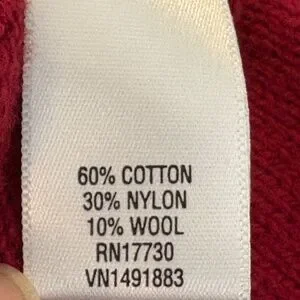 60% COTTON
30% NYLON
10% WOOL
RN17730
VN1491883